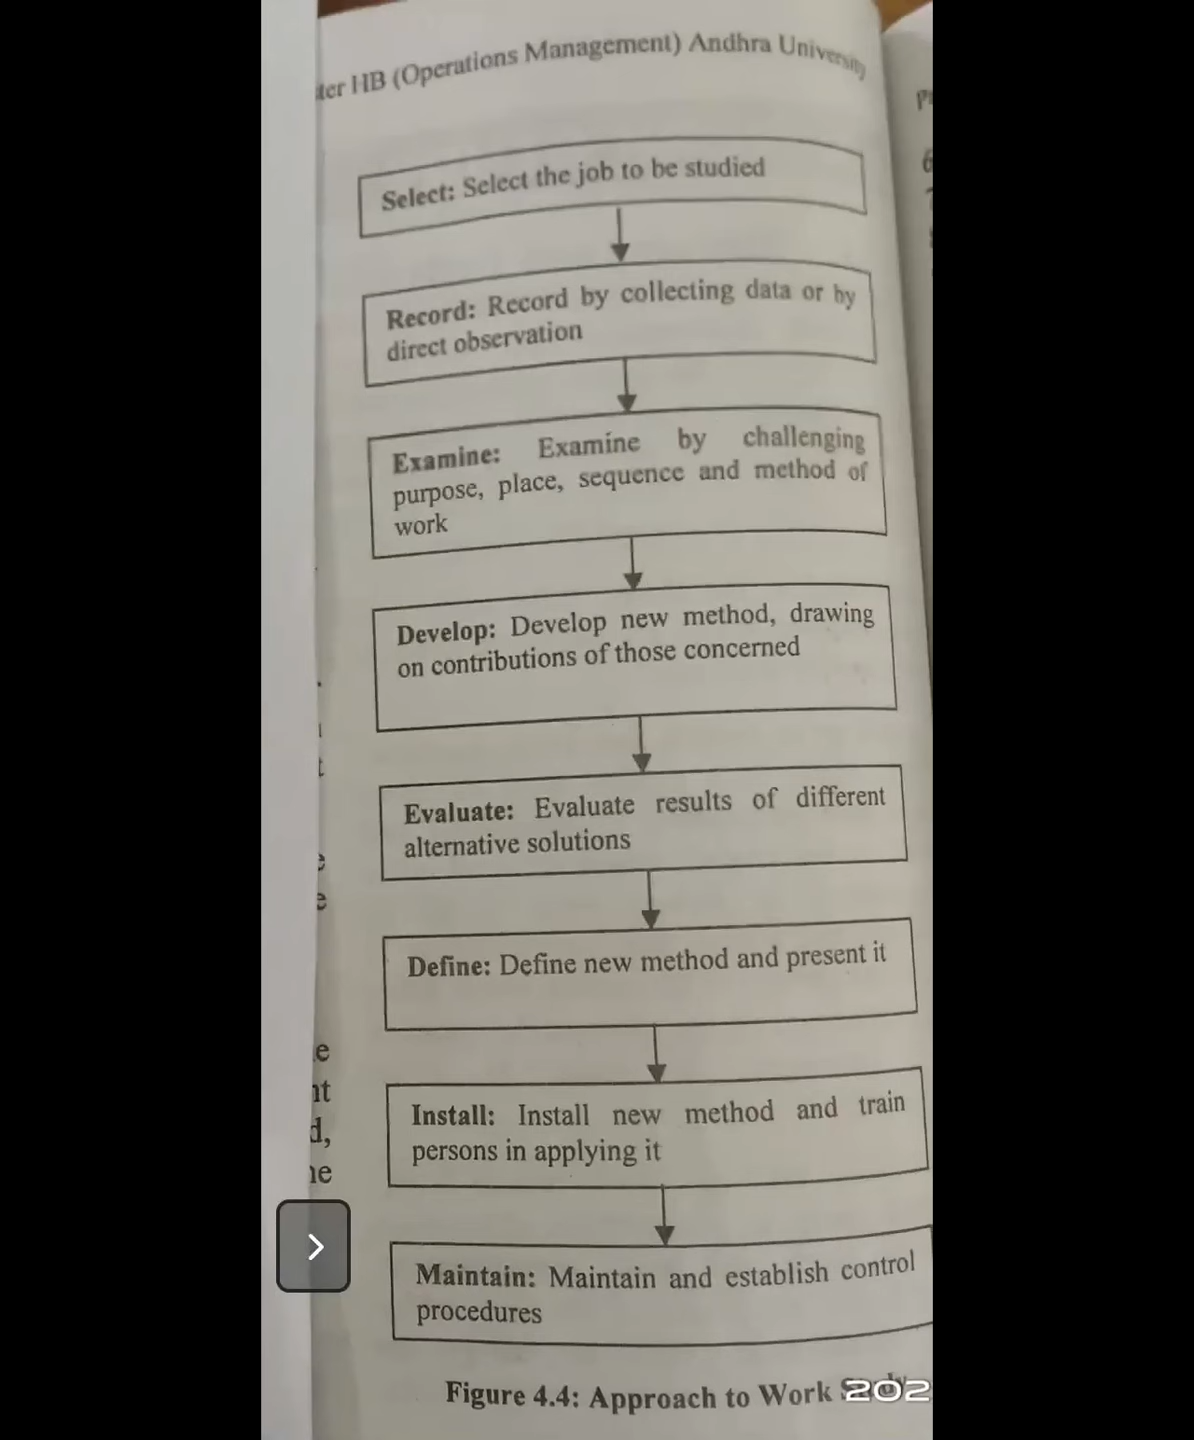 ter HB (Operations Management) Andhra University
Select: Select the job to be studied
Record: Record by collecting data or by
direct observation
Examine: Examine by challenging
purpose, place, sequence and method of
work
Develop: Develop new method, drawing
on contributions of those concerned
Evaluate: Evaluate results of different
alternative solutions
Define: Define new method and present it
Install: Install new method and train
persons in applying it
Maintain: Maintain and establish control
procedures
Figure 4.4: Approach to Work
202